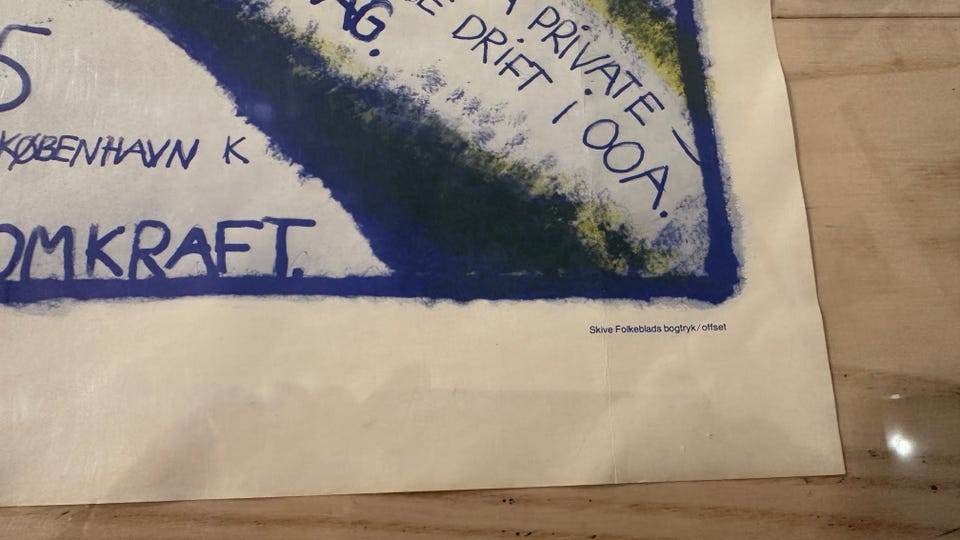 AG.
PRIVATE –
DRIFT I OOA.
5
KØBENHAVN K
OMKRAFT.
Skive Folkeblads bogtryk/offset